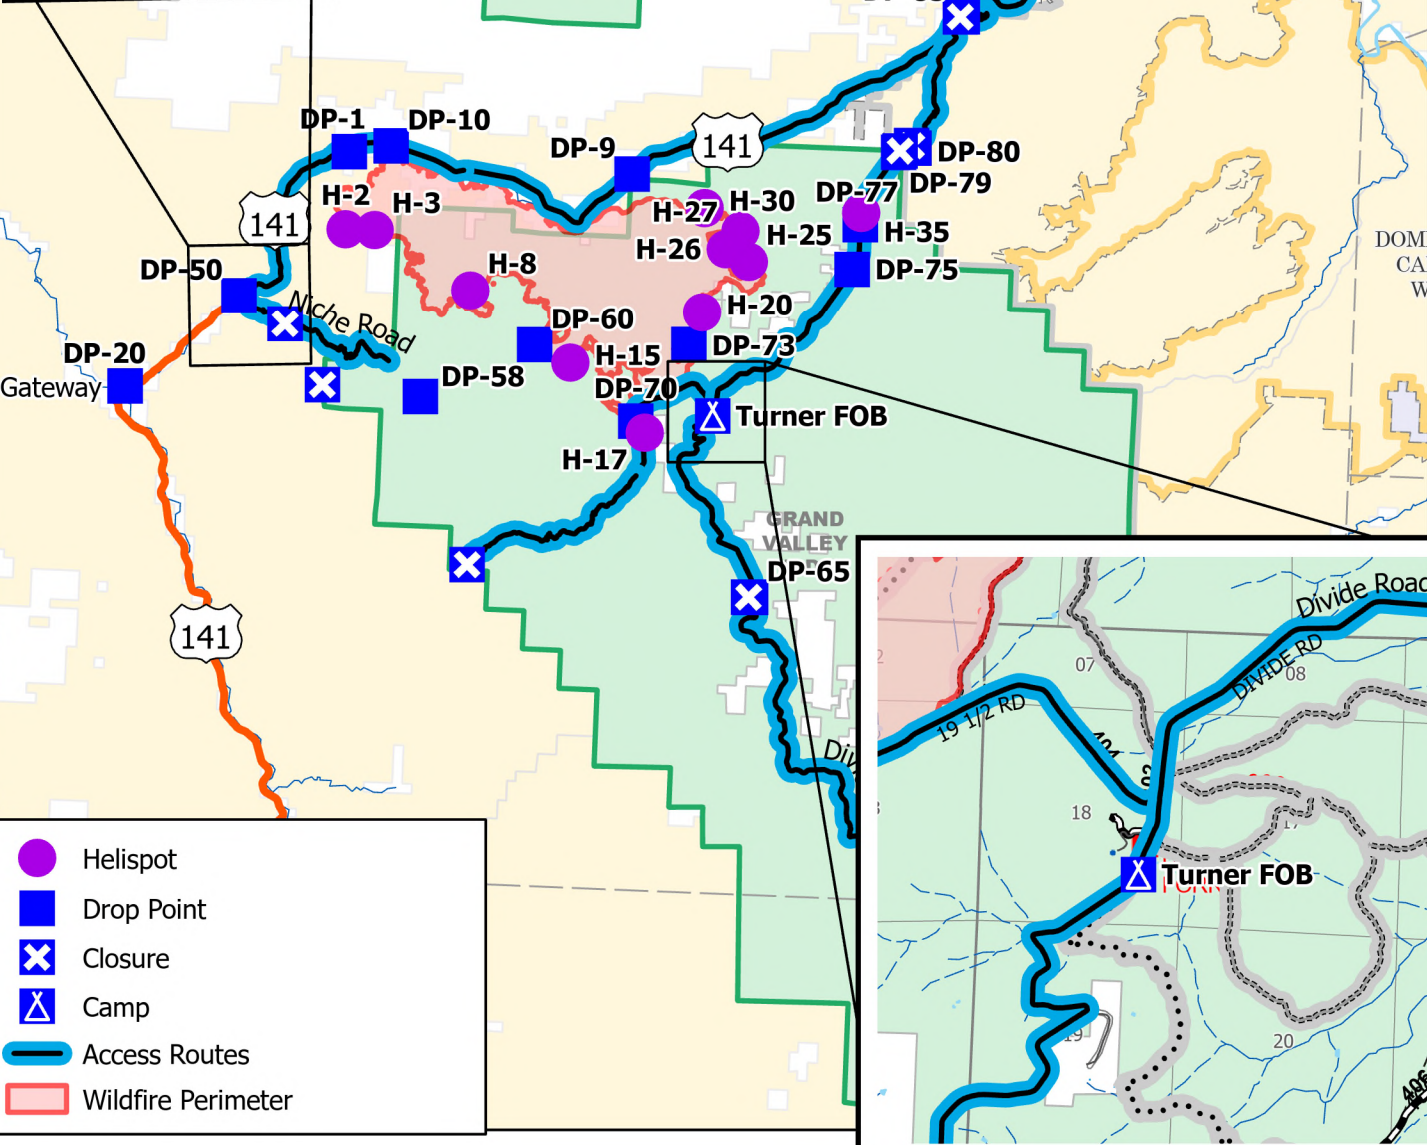 DP-1
DP-10
141
DP-9
DP-80
DP-79
DP-77
H-2
H-3
H-27
H-30
141
H-25
H-35
H-26
DP-50
H-8
DP-75
Niche Road
H-20
DP-60
DP-73
DP-20
H-15
Gateway
DP-58
DP-70
Turner FOB
H-17
GRAND
VALLEY
DP-65
141
Divide Road
DIVIDE RD
07
08
19 1/2 RD
404
18
17
Turner FOB
19
20
Helispot
Drop Point
Closure
Camp
Access Routes
Wildfire Perimeter